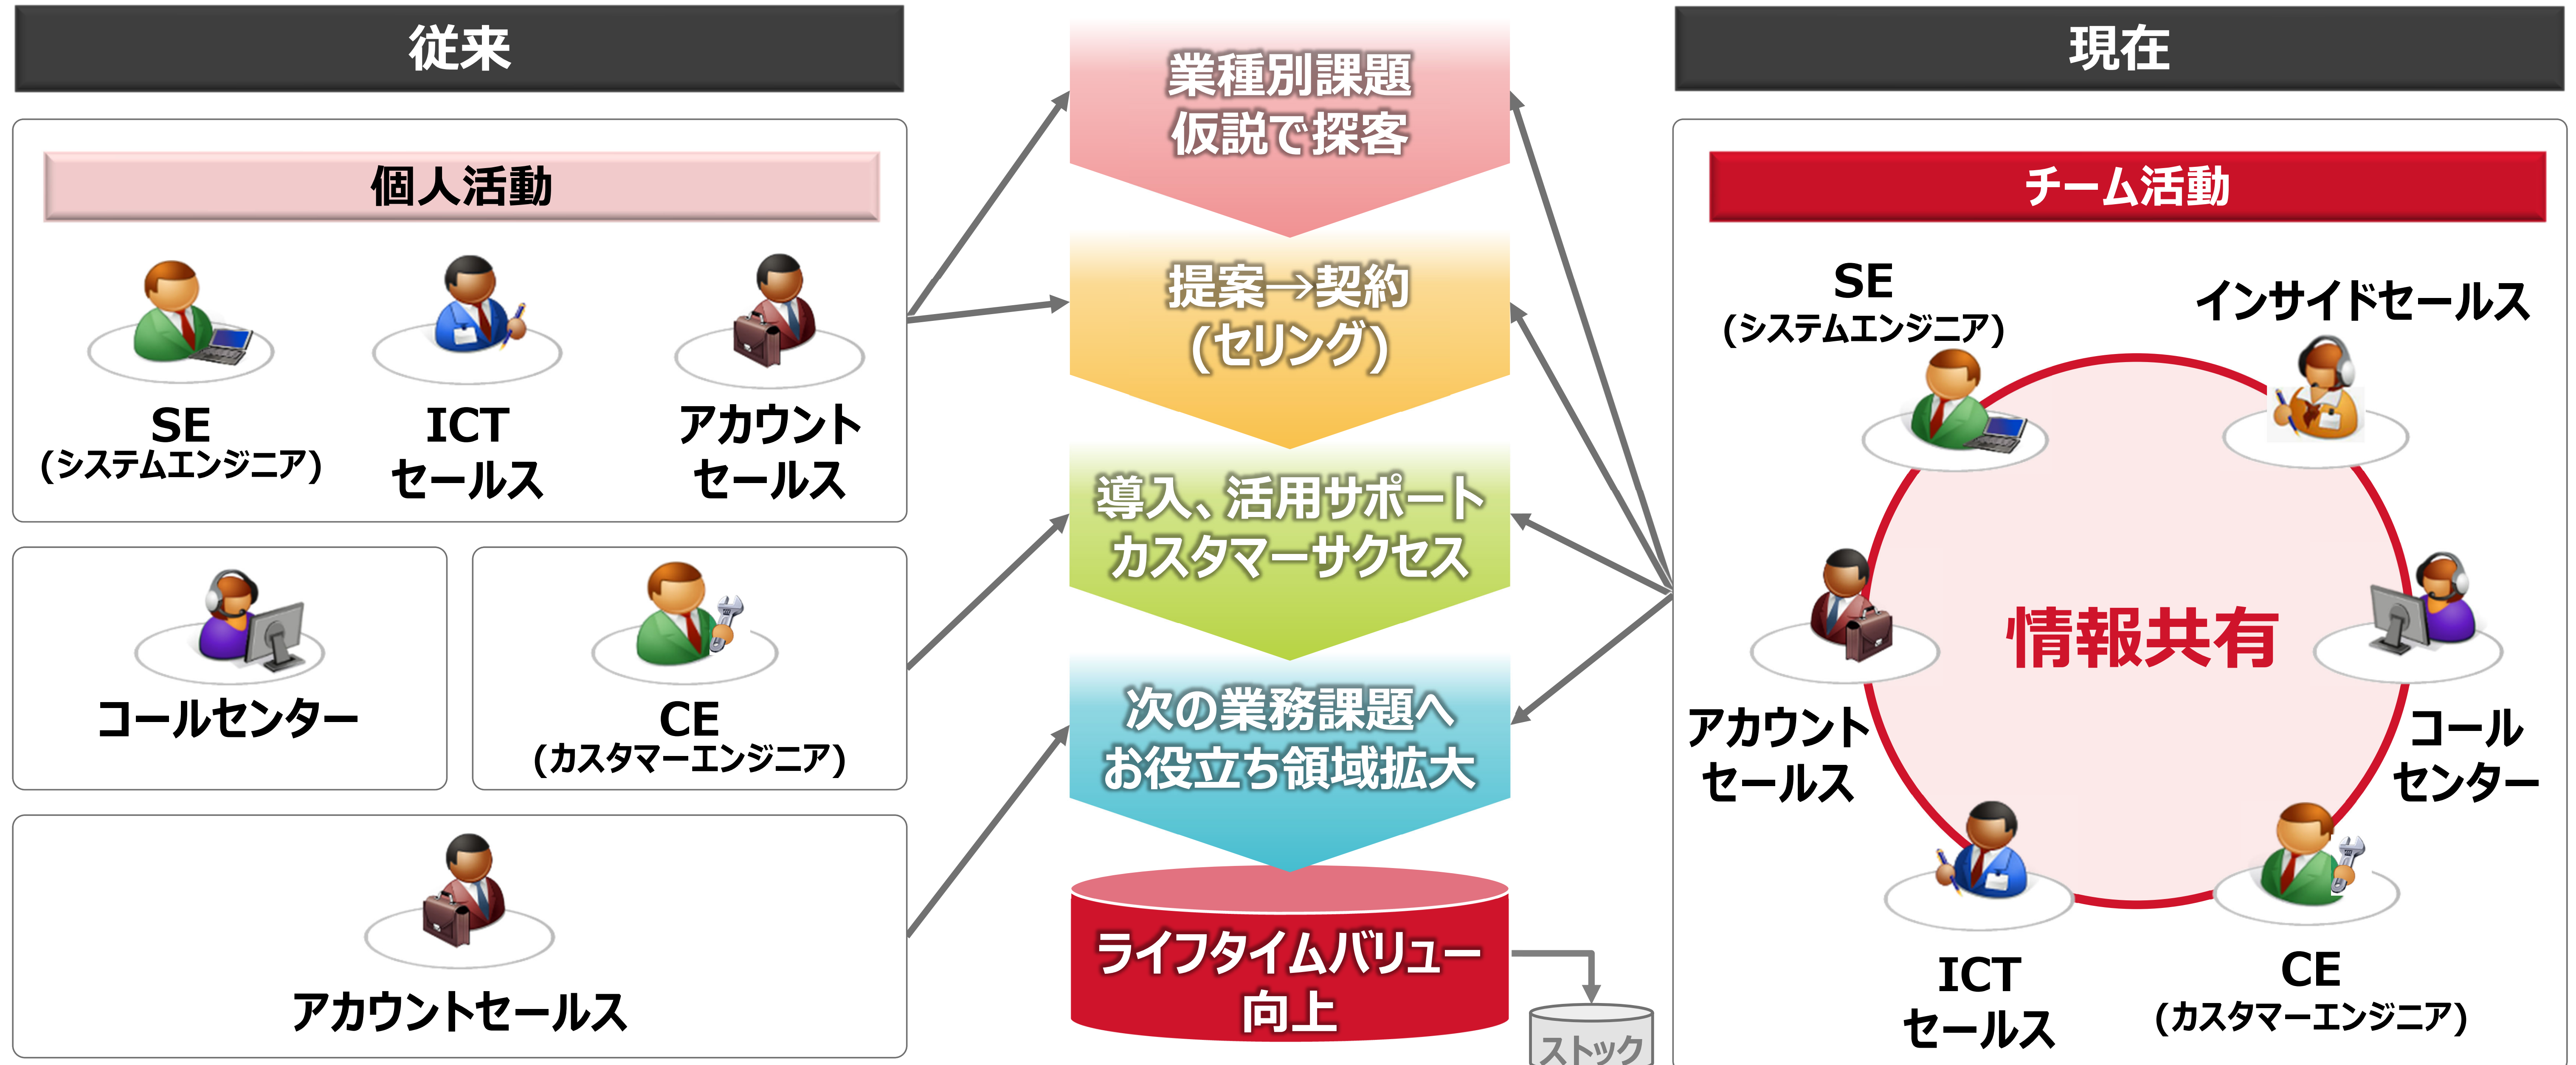 従来
個人活動
SE
(システムエンジニア)
ICT
セールス
アカウント
セールス
コールセンター
CE
(カスタマーエンジニア)
アカウントセールス
業種別課題
仮説で探客
提案→契約
(セリング)
導入、活用サポート
カスタマーサクセス
次の業務課題へ
お役立ち領域拡大
ライフタイムバリュー
向上
ストック
現在
チーム活動
SE
(システムエンジニア)
インサイドセールス
アカウント
セールス
情報共有
コール
センター
ICT
セールス
CE
(カスタマーエンジニア)